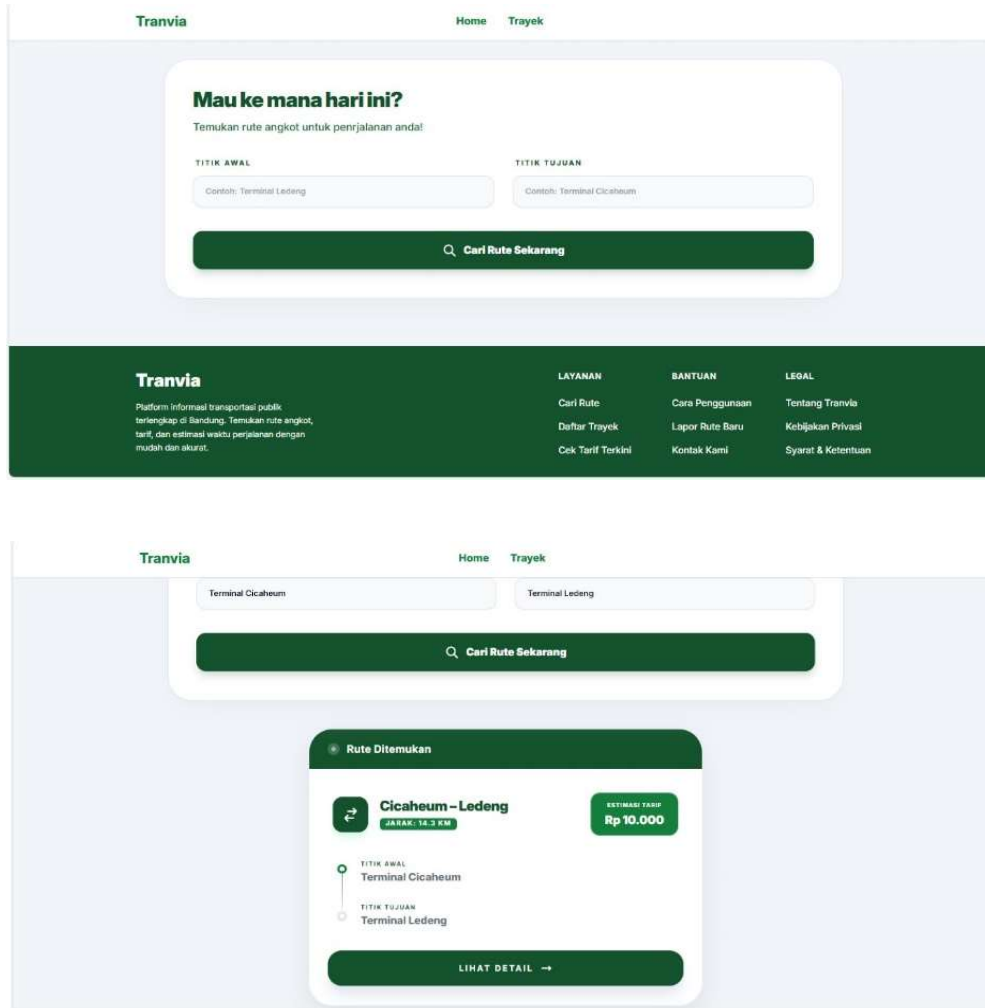 Tranvia
Home Trayek
Mau ke mana hari ini?
Temukan rute angkot untuk penrjalanan anda!
TITIK AWAL
TITIK TUJUAN
Contoh: Terminal Ledeng
Contoh: Terminal Cicaheum
Cari Rute Sekarang
Tranvia
Platform informasi transportasi publik
terlengkap di Bandung. Temukan rute angkot,
tarif, dan estimasi waktu perjalanan dengan
mudah dan akurat.
LAYANAN
Cari Rute
Daftar Trayek
Cek Tarif Terkini
BANTUAN
Cara Penggunaan
Lapor Rute Baru
Kontak Kami
LEGAL
Tentang Tranvia
Kebijakan Privasi
Syarat & Ketentuan
Tranvia
Home Trayek
Terminal Cicaheum
Terminal Ledeng
Cari Rute Sekarang
Rute Ditemukan
Cicaheum – Ledeng
JARAK: 14.3 KM
ESTIMASI TARIF
Rp 10.000
TITIK AWAL
Terminal Cicaheum
TITIK TUJUAN
Terminal Ledeng
LIHAT DETAIL →